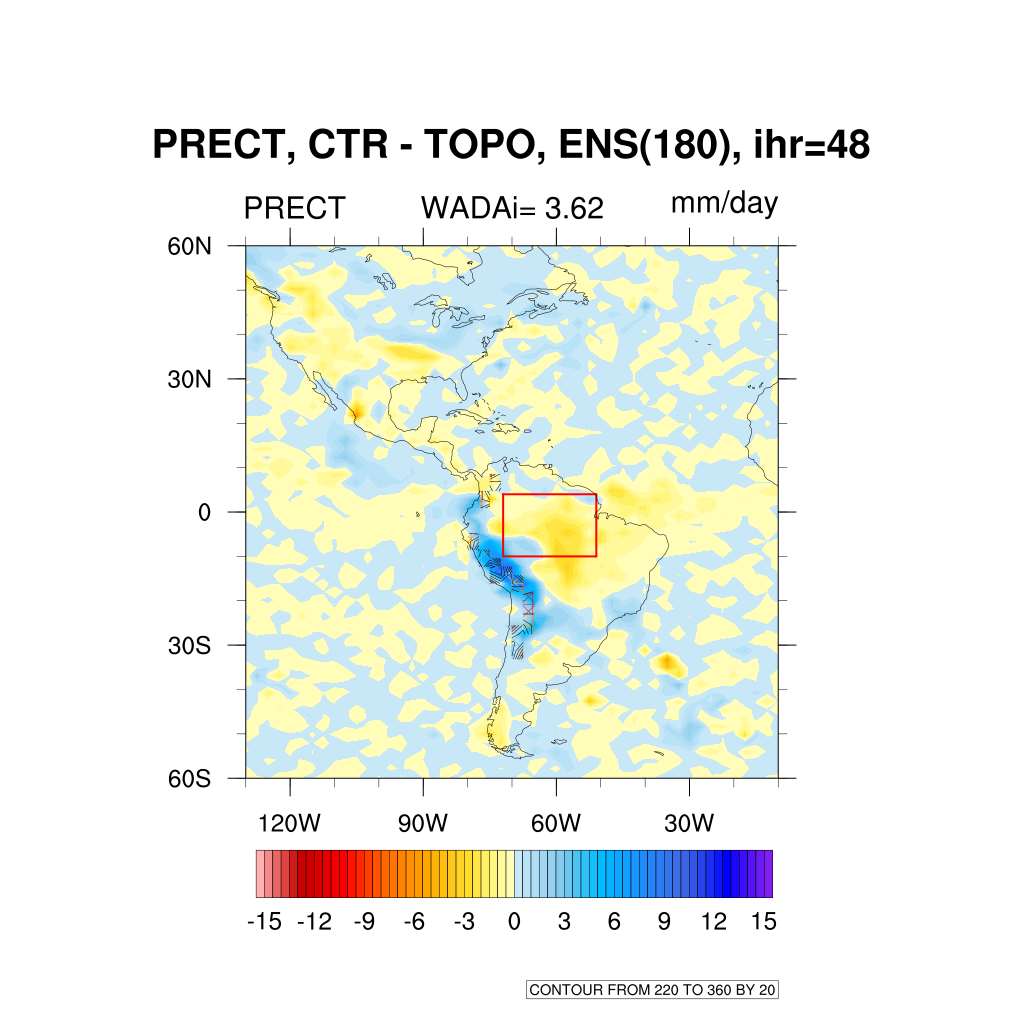 PRECT, CTR - TOPO, ENS(180), ihr=48
PRECT WADAi= 3.62 mm/day
60N
30N
0
30S
60S
120W 90W 60W 30W
-15 -12 -9 -6 -3 0 3 6 9 12 15
CONTOUR FROM 220 TO 360 BY 20